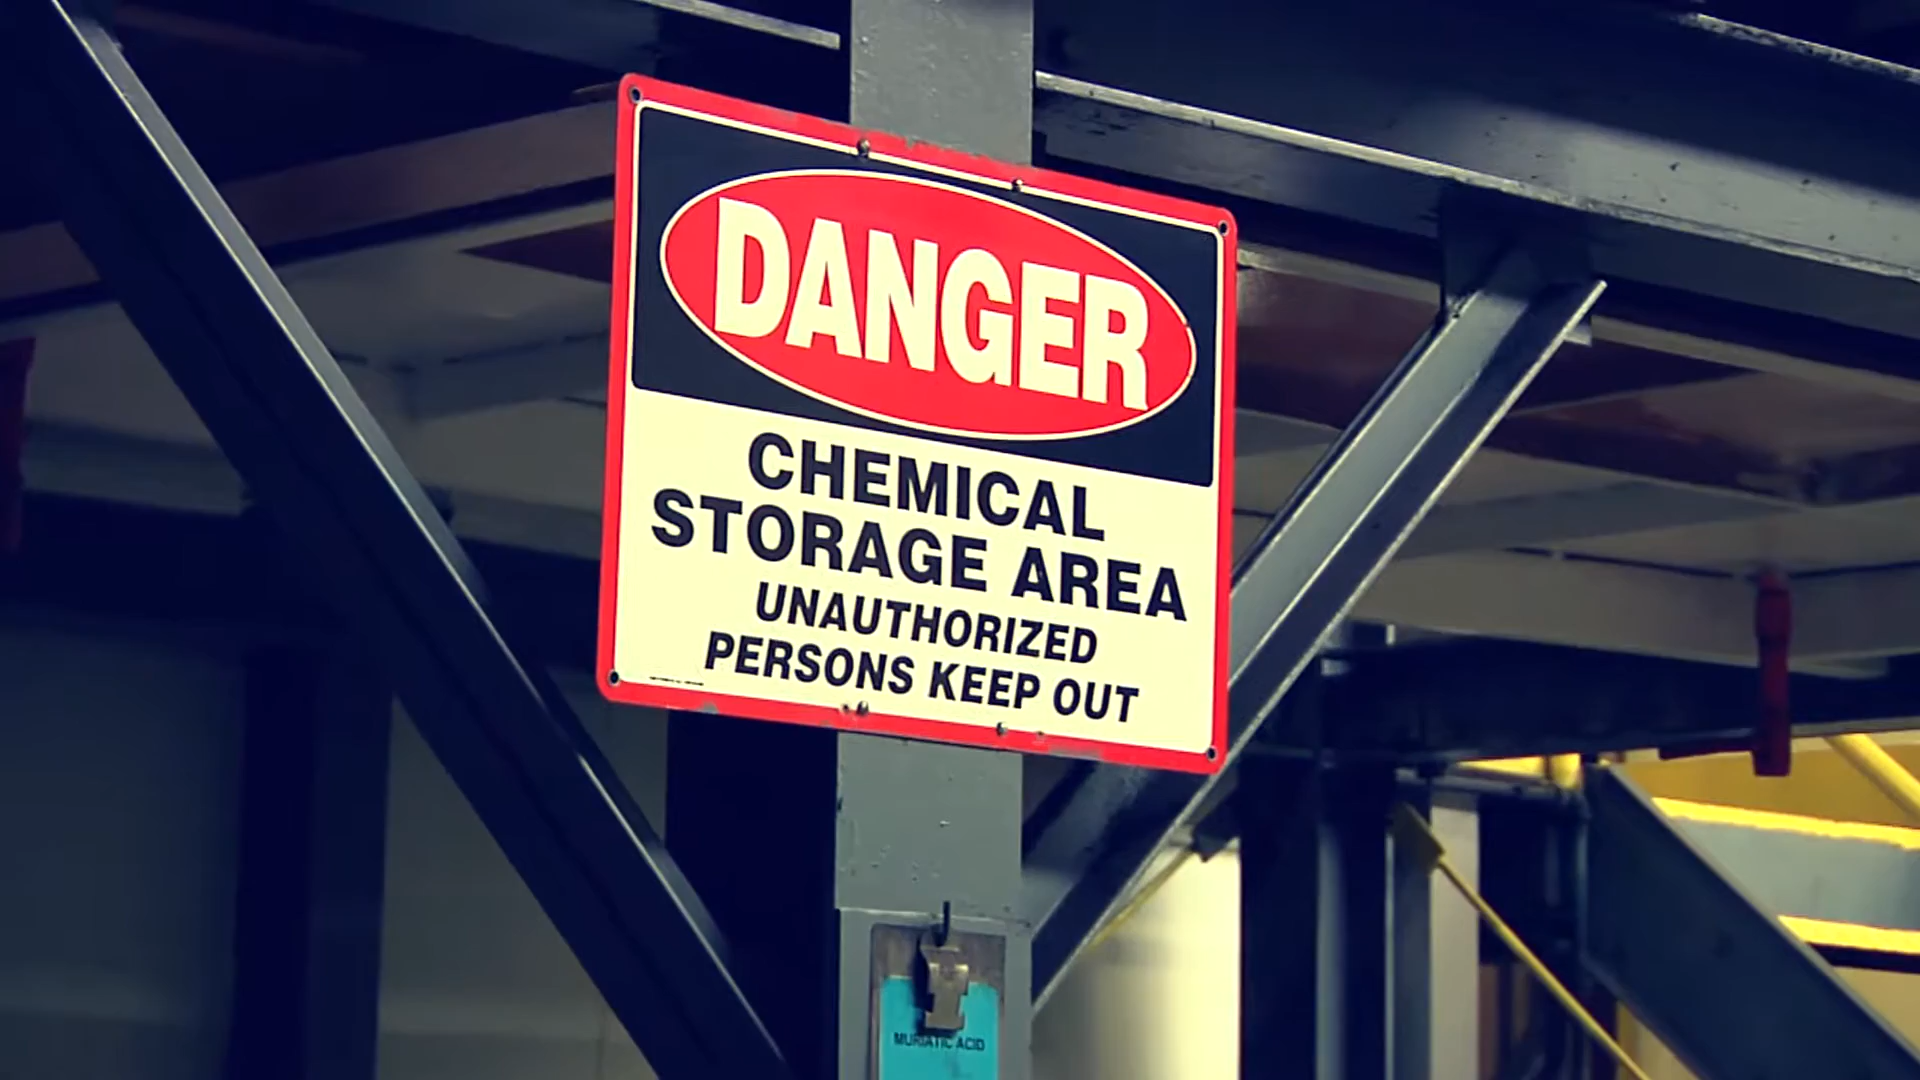 DANGER
CHEMICAL
STORAGE AREA
UNAUTHORIZED
PERSONS KEEP OUT
MURIATIC ACID